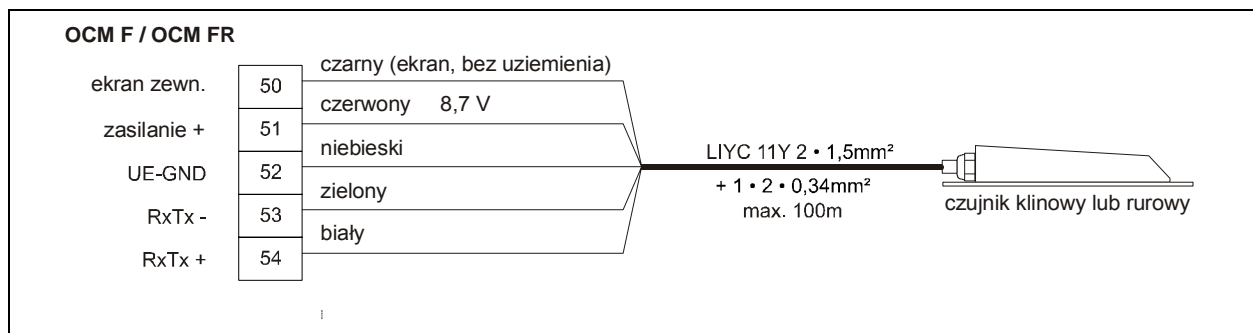 OCM F / OCM FR
ekran zewn. 50 czarny (ekran, bez uziemienia)
zasilanie + 51 czerwony 8,7 V
UE-GND 52 niebieski
RxTx - 53 zielony
RxTx + 54 biały
LIYC 11Y 2 • 1,5mm²
+ 1 • 2 • 0,34mm²
max. 100m
czujnik klinowy lub rurowy